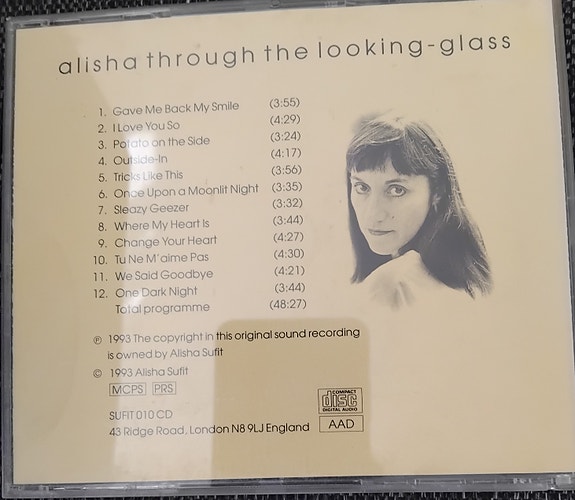 alisha through the looking-glass
1. Gave Me Back My Smile (3:55)
2. I Love You So (4:29)
3. Potato on the Side (3:24)
4. Outside-In (4:17)
5. Tricks Like This (3:56)
6. Once Upon a Moonlit Night (3:35)
7. Sleazy Geezer (3:32)
8. Where My Heart Is (3:44)
9. Change Your Heart (4:27)
10. Tu Ne M'aime Pas (4:30)
11. We Said Goodbye (4:21)
12. One Dark Night (3:44)
Total programme (48:27)
℗ 1993 The copyright in this original sound recording
is owned by Alisha Sufit
© 1993 Alisha Sufit
MCPS PRS
SUFIT 010 CD
43 Ridge Road, London N8 9LJ England
COMPACT
disc
DIGITAL AUDIO
AAD